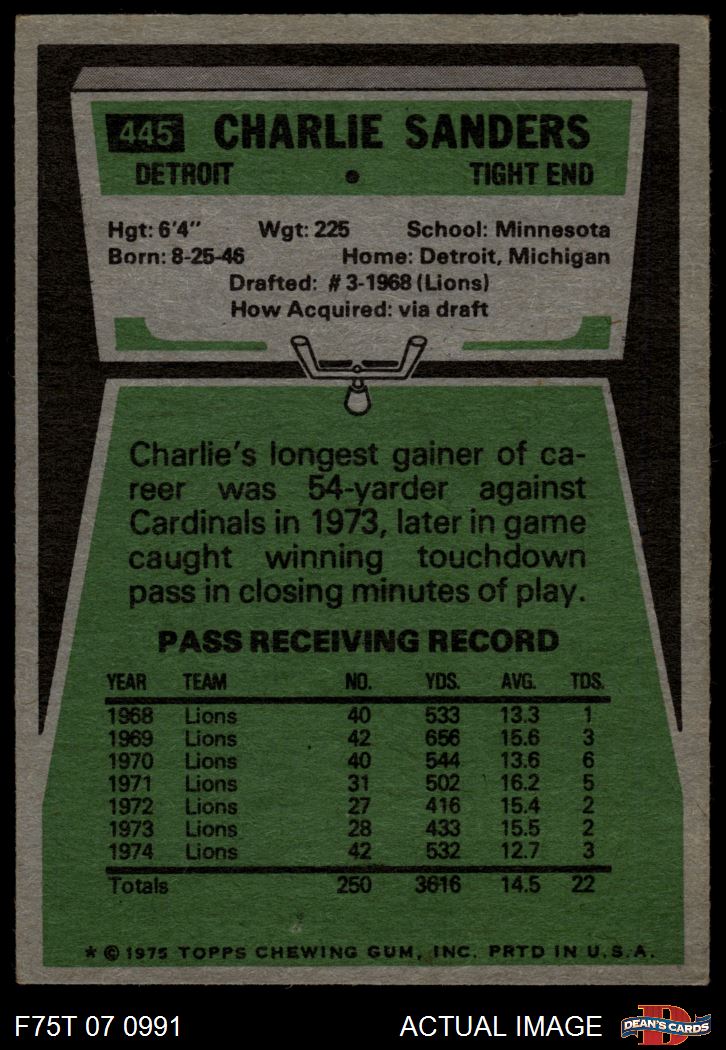 445 CHARLIE SANDERS
DETROIT • TIGHT END
Hgt: 6'4" Wgt: 225 School: Minnesota
Born: 8-25-46 Home: Detroit, Michigan
Drafted: #3-1968 (Lions)
How Acquired: via draft
Charlie's longest gainer of ca-
reer was 54-yarder against
Cardinals in 1973, later in game
caught winning touchdown
pass in closing minutes of play.
PASS RECEIVING RECORD
YEAR TEAM NO. YDS. AVG. TDS.
1968 Lions 40 533 13.3 1
1969 Lions 42 656 15.6 3
1970 Lions 40 544 13.6 6
1971 Lions 31 502 16.2 5
1972 Lions 27 416 15.4 2
1973 Lions 28 433 15.5 2
1974 Lions 42 532 12.7 3
Totals 250 3616 14.5 22
* © 1975 TOPPS CHEWING GUM, INC. PRTD IN U.S.A.
F75T 07 0991 ACTUAL IMAGE D DEAN'S CARDS